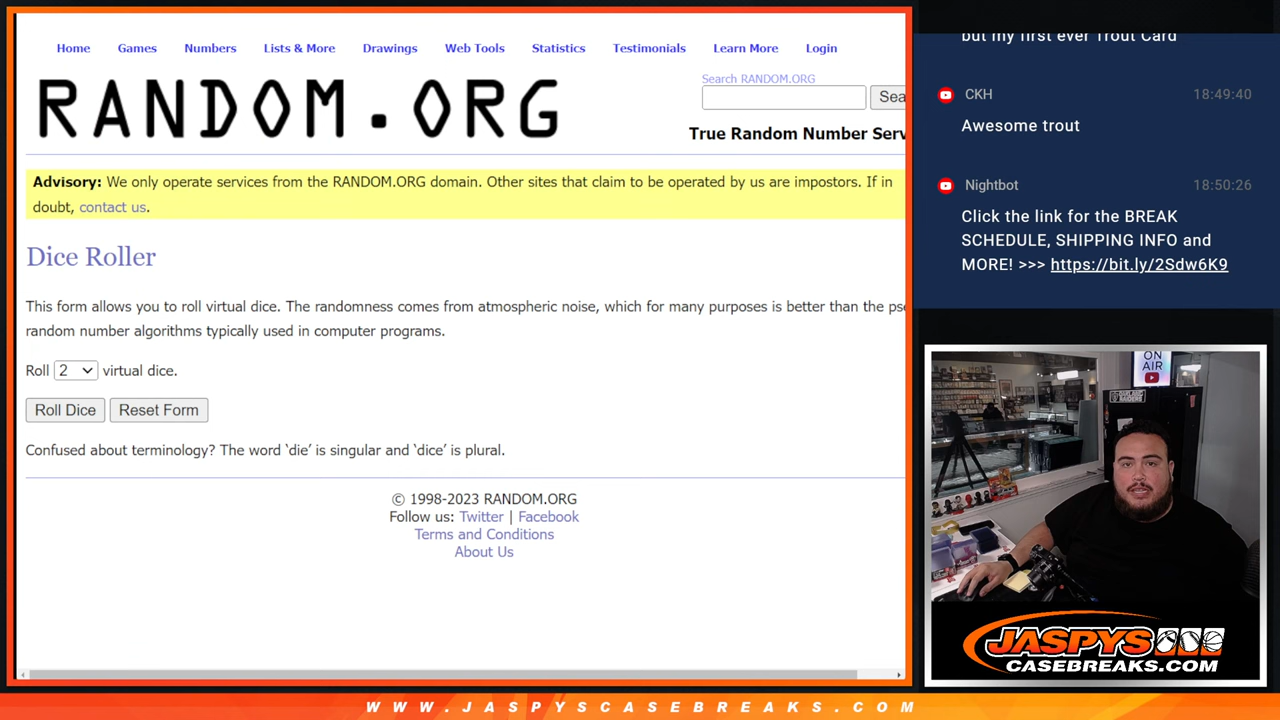 Home Games Numbers Lists & More Drawings Web Tools Statistics Testimonials Learn More Login
RANDOM.ORG
Search RANDOM.ORG
Sea
True Random Number Serv
Advisory: We only operate services from the RANDOM.ORG domain. Other sites that claim to be operated by us are impostors. If in
doubt, contact us.
Dice Roller
This form allows you to roll virtual dice. The randomness comes from atmospheric noise, which for many purposes is better than the pse
random number algorithms typically used in computer programs.
Roll 2 virtual dice.
Roll Dice Reset Form
Confused about terminology? The word ‘die’ is singular and ‘dice’ is plural.
© 1998-2023 RANDOM.ORG
Follow us: Twitter | Facebook
Terms and Conditions
About Us
but my first ever Trout Card
CKH 18:49:40
Awesome trout
Nightbot 18:50:26
Click the link for the BREAK
SCHEDULE, SHIPPING INFO and
MORE! >>> https://bit.ly/2Sdw6K9
ON
AIR
JASPYS
CASEBREAKS.COM
WWW.JASPYSCASEBREAKS.COM